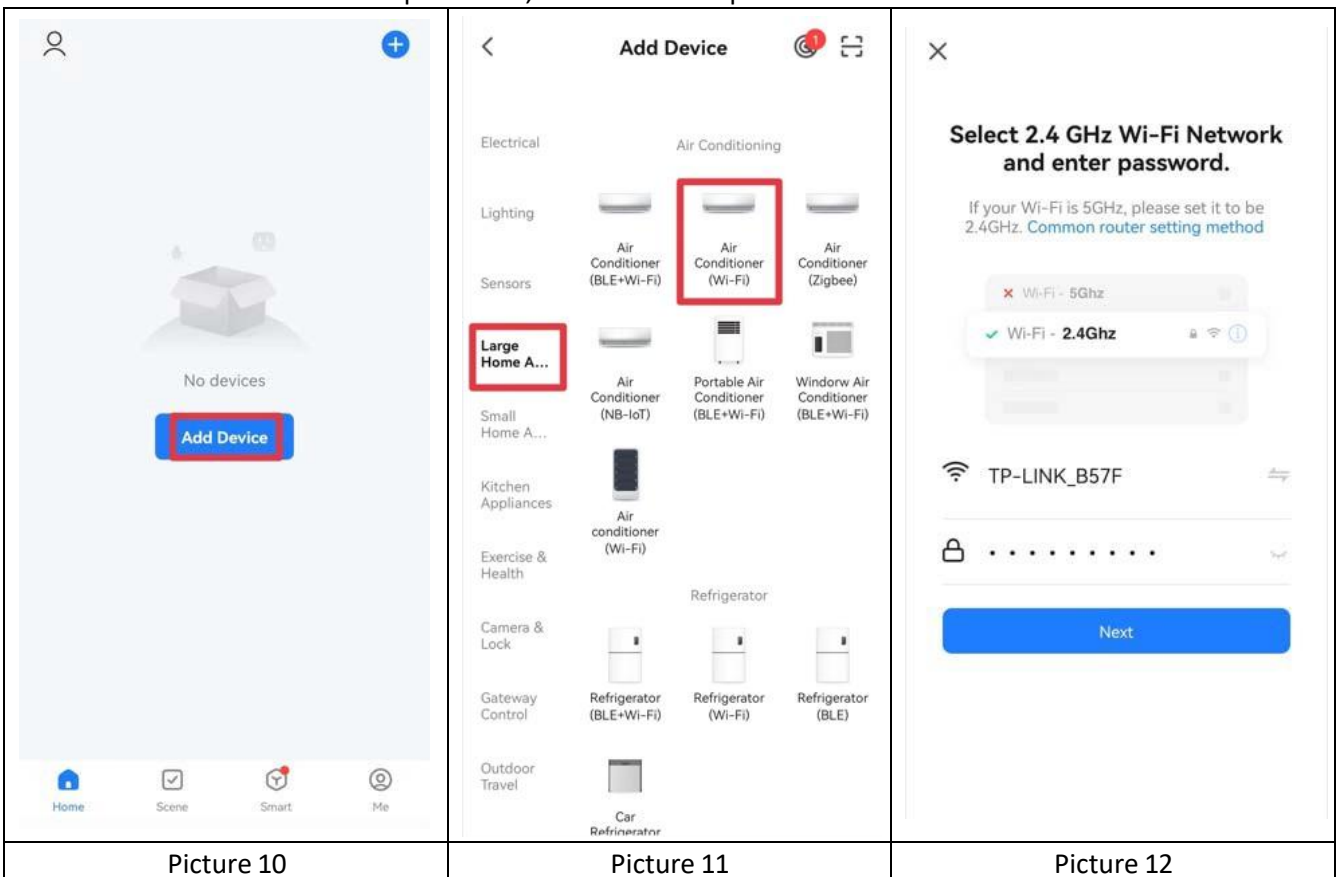 No devices
Add Device
Home
Scene
Smart
Me
Picture 10
Add Device
1
Electrical
Lighting
Sensors
Large
Home A...
Small
Home A...
Kitchen
Appliances
Exercise &
Health
Camera &
Lock
Gateway
Control
Outdoor
Travel
Air Conditioning
Air
Conditioner
(BLE+Wi-Fi)
Air
Conditioner
(Wi-Fi)
Air
Conditioner
(Zigbee)
Air
Conditioner
(NB-IoT)
Portable Air
Conditioner
(BLE+Wi-Fi)
Windorw Air
Conditioner
(BLE+Wi-Fi)
Air
conditioner
(Wi-Fi)
Refrigerator
Refrigerator
(BLE+Wi-Fi)
Refrigerator
(Wi-Fi)
Refrigerator
(BLE)
Car
Refrigerator
Picture 11
Select 2.4 GHz Wi-Fi Network
and enter password.
If your Wi-Fi is 5GHz, please set it to be
2.4GHz. Common router setting method
Wi-Fi - 5Ghz
Wi-Fi - 2.4Ghz
TP-LINK_B57F
Next
Picture 12